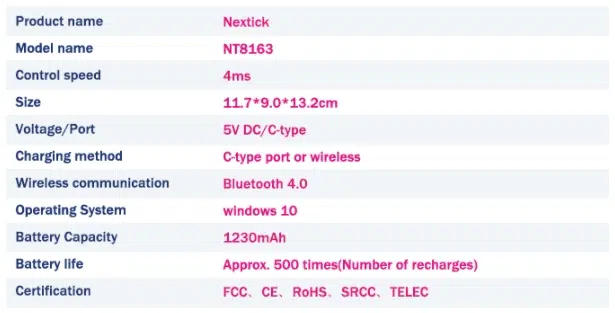 Product name Nextick
Model name NT8163
Control speed 4ms
Size 11.7*9.0*13.2cm
Voltage/Port 5V DC/C-type
Charging method C-type port or wireless
Wireless communication Bluetooth 4.0
Operating System windows 10
Battery Capacity 1230mAh
Battery life Approx. 500 times(Number of recharges)
Certification FCC、CE、RoHS、SRCC、TELEC